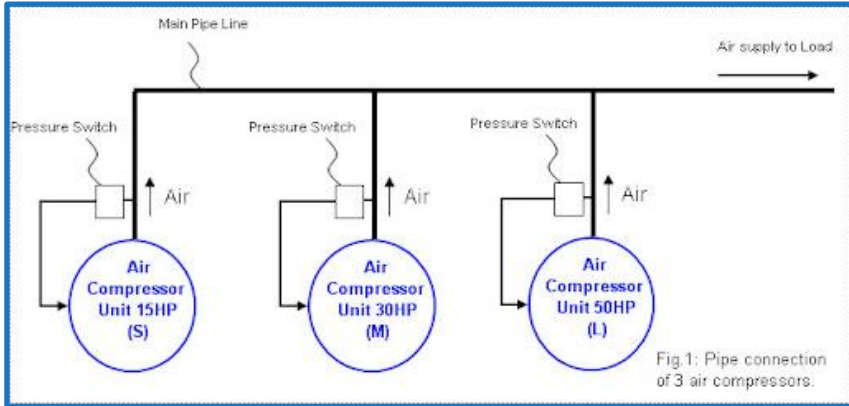 Main Pipe Line
Air supply to Load
Pressure Switch
Pressure Switch
Pressure Switch
Air
Air
Air
Air
Compressor
Unit 15HP
(S)
Air
Compressor
Unit 30HP
(M)
Air
Compressor
Unit 50HP
(L)
Fig.1: Pipe connection
of 3 air compressors.